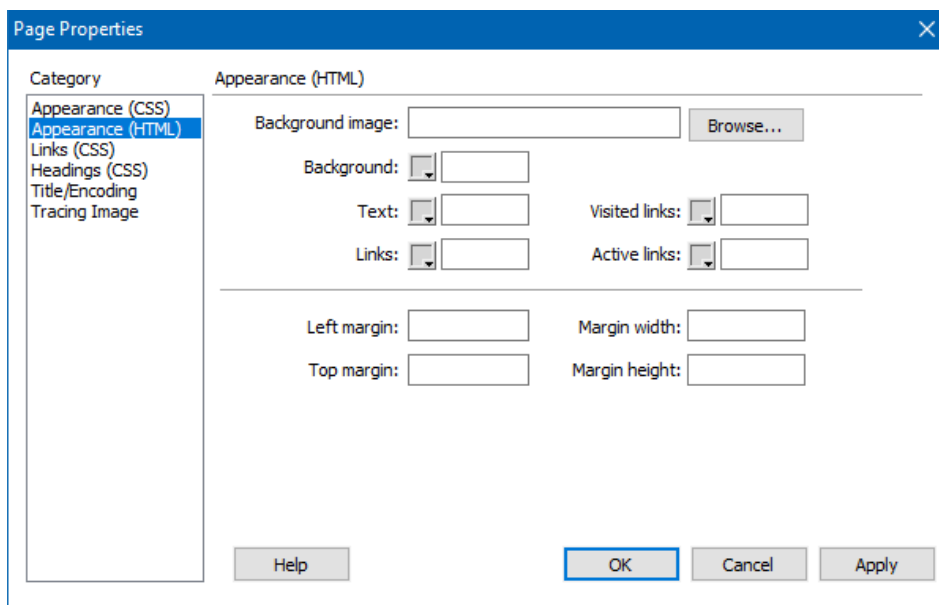 Page Properties
Category
Appearance (CSS)
Appearance (HTML)
Links (CSS)
Headings (CSS)
Title/Encoding
Tracing Image
Appearance (HTML)
Background image: Browse...
Background:
Text: Visited links:
Links: Active links:
Left margin: Margin width:
Top margin: Margin height:
Help OK Cancel Apply